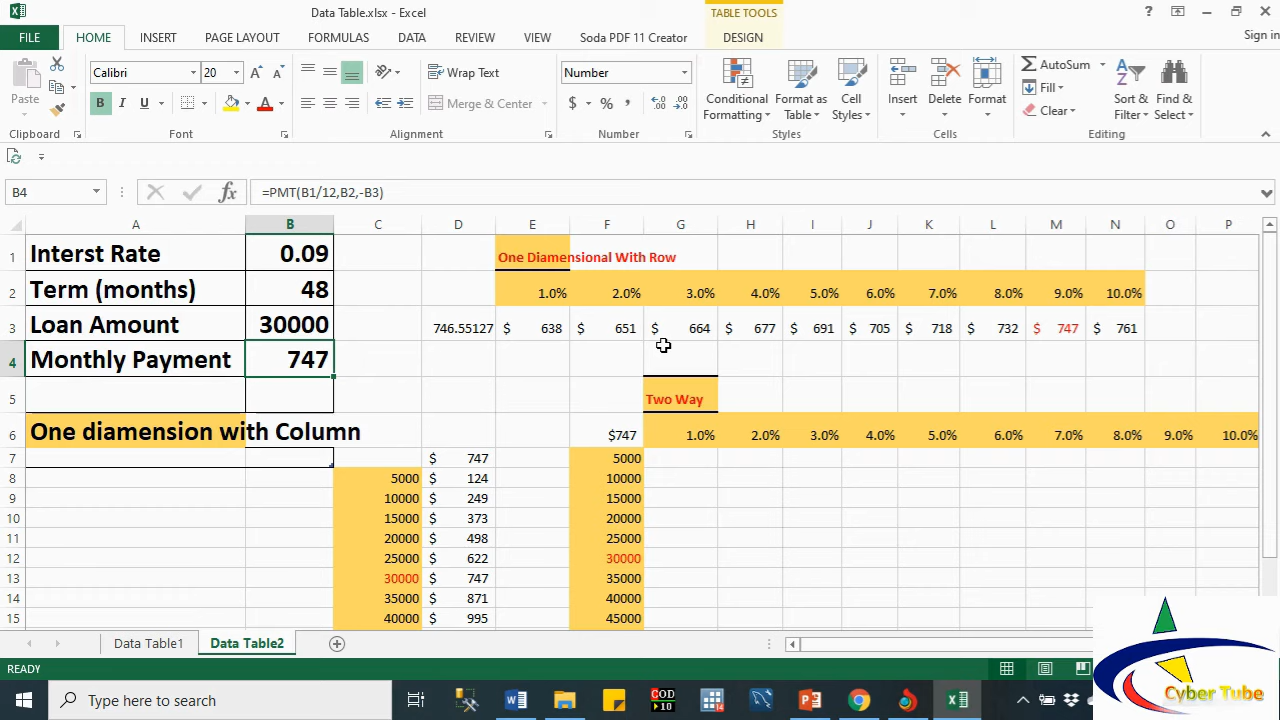 Data Table.xlsx - Excel
TABLE TOOLS
?
FILE HOME INSERT PAGE LAYOUT FORMULAS DATA REVIEW VIEW Soda PDF 11 Creator DESIGN Sign in
Paste
Calibri 20
B I U
Wrap Text
Merge & Center
Number
$ % ,
Conditional Formatting
Format as Table
Cell Styles
Insert Delete Format
AutoSum
Fill
Clear
Sort & Filter
Find & Select
Clipboard Font Alignment Number Styles Cells Editing
B4 fx =PMT(B1/12,B2,-B3)
A B C D E F G H I J K L M N O P
1 Interst Rate 0.09 One Diamensional With Row
2 Term (months) 48 1.0% 2.0% 3.0% 4.0% 5.0% 6.0% 7.0% 8.0% 9.0% 10.0%
3 Loan Amount 30000 746.55127 $ 638 $ 651 $ 664 $ 677 $ 691 $ 705 $ 718 $ 732 $ 747 $ 761
4 Monthly Payment 747
5 Two Way
6 One diamension with Column $747 1.0% 2.0% 3.0% 4.0% 5.0% 6.0% 7.0% 8.0% 9.0% 10.0%
7 $ 747 5000
8 5000 $ 124 10000
9 10000 $ 249 15000
10 15000 $ 373 20000
11 20000 $ 498 25000
12 25000 $ 622 30000
13 30000 $ 747 35000
14 35000 $ 871 40000
15 40000 $ 995 45000
Data Table1 Data Table2
READY
Cyber Tube
Type here to search
COD
10